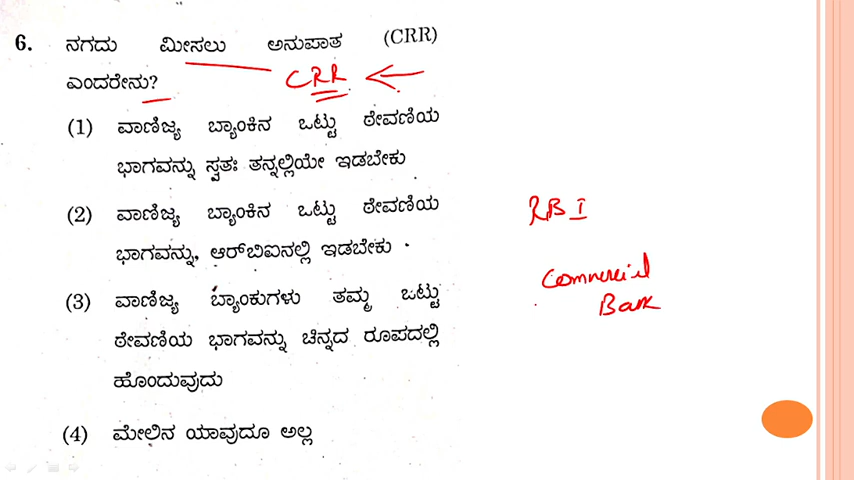 6. ನಗದು ಮೀಸಲು ಅನುಪಾತ (CRR)
ಎಂದರೇನು?
CRR
(1) ವಾಣಿಜ್ಯ ಬ್ಯಾಂಕಿನ ಒಟ್ಟು ಠೇವಣಿಯ
ಭಾಗವನ್ನು ಸ್ವತಃ ತನ್ನಲ್ಲಿಯೇ ಇಡಬೇಕು
(2) ವಾಣಿಜ್ಯ ಬ್ಯಾಂಕಿನ ಒಟ್ಟು ಠೇವಣಿಯ
ಭಾಗವನ್ನು, ಆರ್‌ಬಿಐನಲ್ಲಿ ಇಡಬೇಕು
(3) ವಾಣಿಜ್ಯ ಬ್ಯಾಂಕುಗಳು ತಮ್ಮ ಒಟ್ಟು
ಠೇವಣಿಯ ಭಾಗವನ್ನು ಚಿನ್ನದ ರೂಪದಲ್ಲಿ
ಹೊಂದುವುದು
(4) ಮೇಲಿನ ಯಾವುದೂ ಅಲ್ಲ
RBI
Commercial
Bank